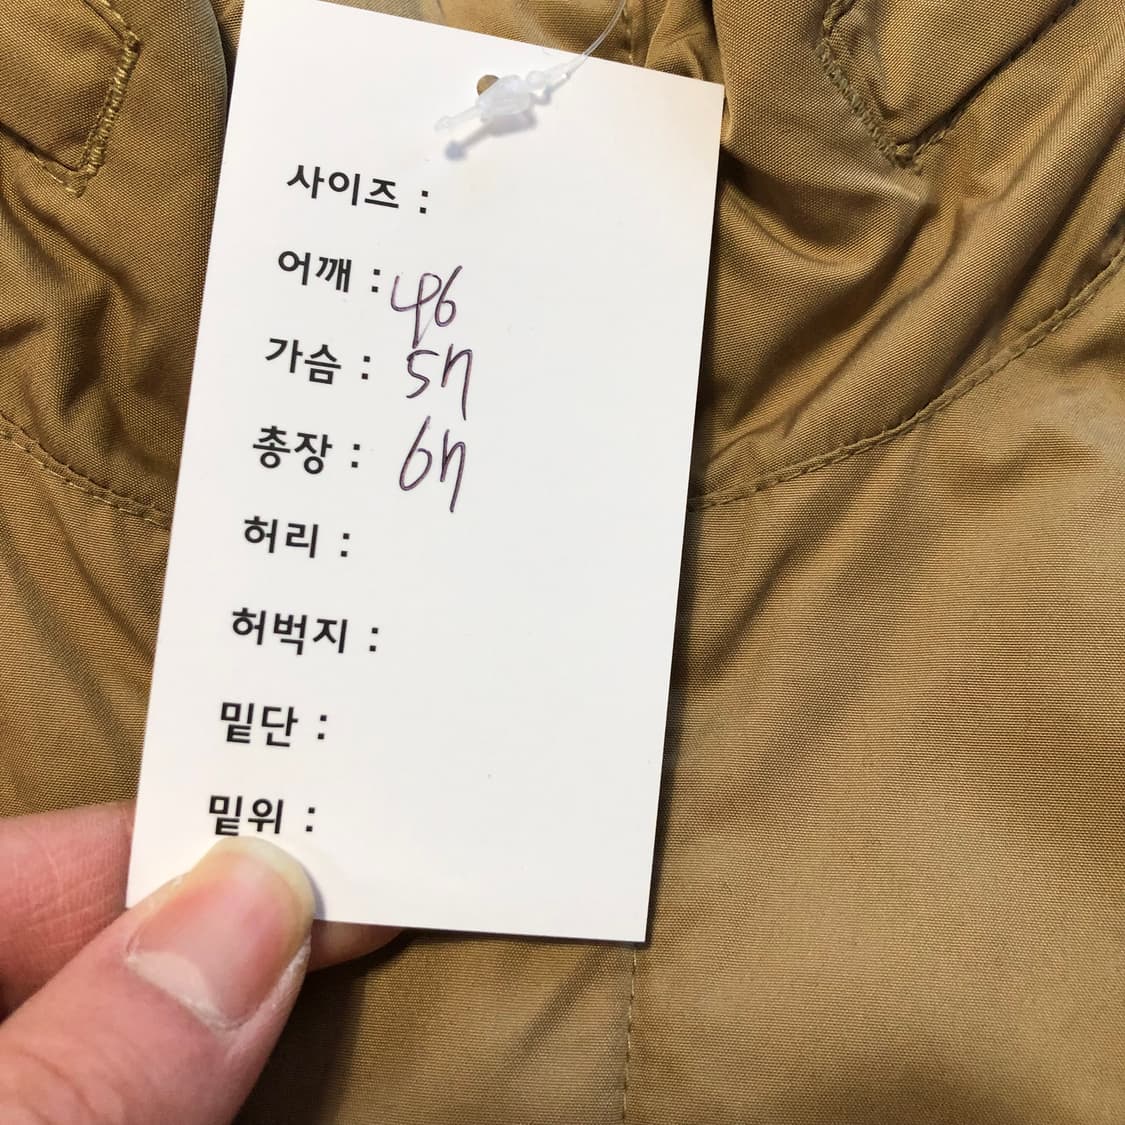 사이즈 :
어깨 : 46
가슴 : 57
총장 : 67
허리 :
허벅지 :
밑단 :
밑위 :